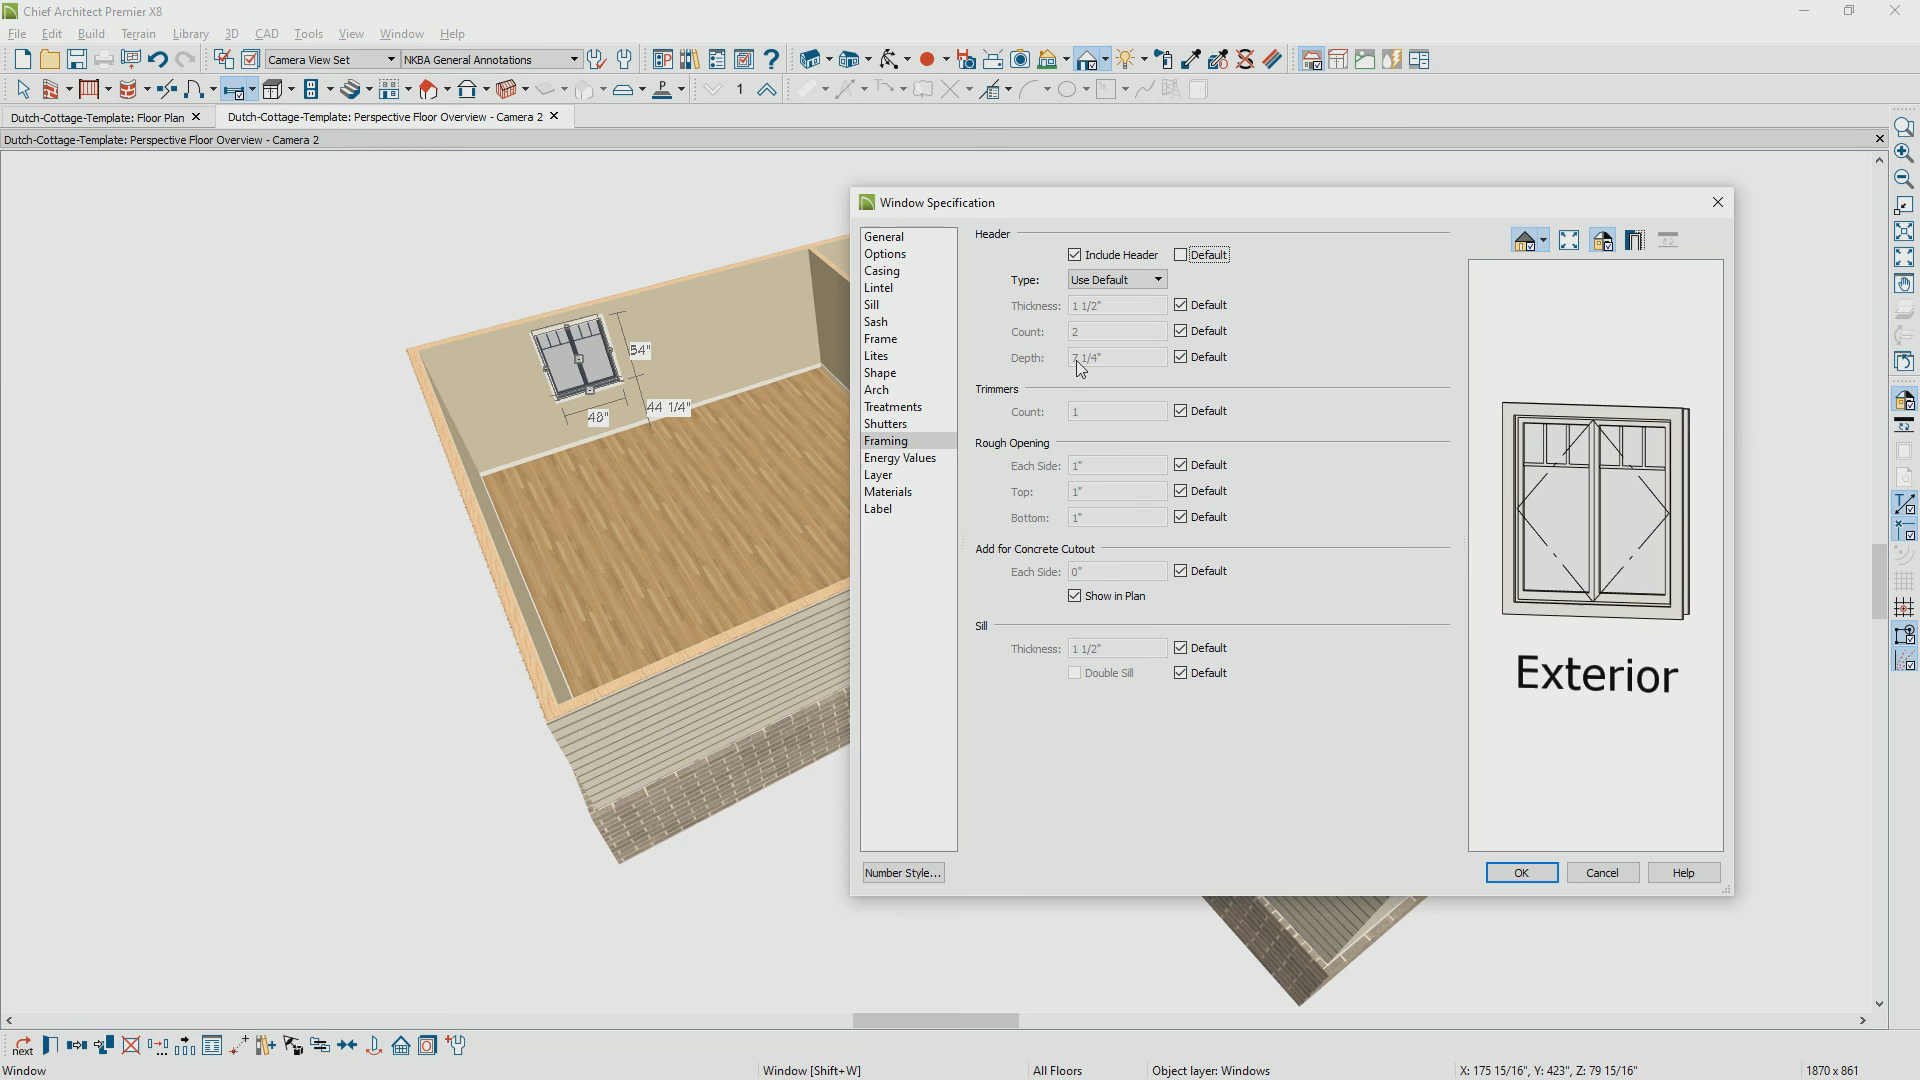 Chief Architect Premier X8
File Edit Build Terrain Library 3D CAD Tools View Window Help
Camera View Set NKBA General Annotations
1
Dutch-Cottage-Template: Floor Plan Dutch-Cottage-Template: Perspective Floor Overview - Camera 2
Dutch-Cottage-Template: Perspective Floor Overview - Camera 2
54"
48"
44 1/4"
Window Specification
General
Options
Casing
Lintel
Sill
Sash
Frame
Lites
Shape
Arch
Treatments
Shutters
Framing
Energy Values
Layer
Materials
Label
Header
Include Header Default
Type: Use Default
Thickness: 1 1/2" Default
Count: 2 Default
Depth: 7 1/4" Default
Trimmers
Count: 1 Default
Rough Opening
Each Side: 1" Default
Top: 1" Default
Bottom: 1" Default
Add for Concrete Cutout
Each Side: 0" Default
Show in Plan
Sill
Thickness: 1 1/2" Default
Double Sill Default
Exterior
Number Style... OK Cancel Help
next
Window Window [Shift+W] All Floors Object layer: Windows X: 175 15/16", Y: 423", Z: 79 15/16" 1870 x 861